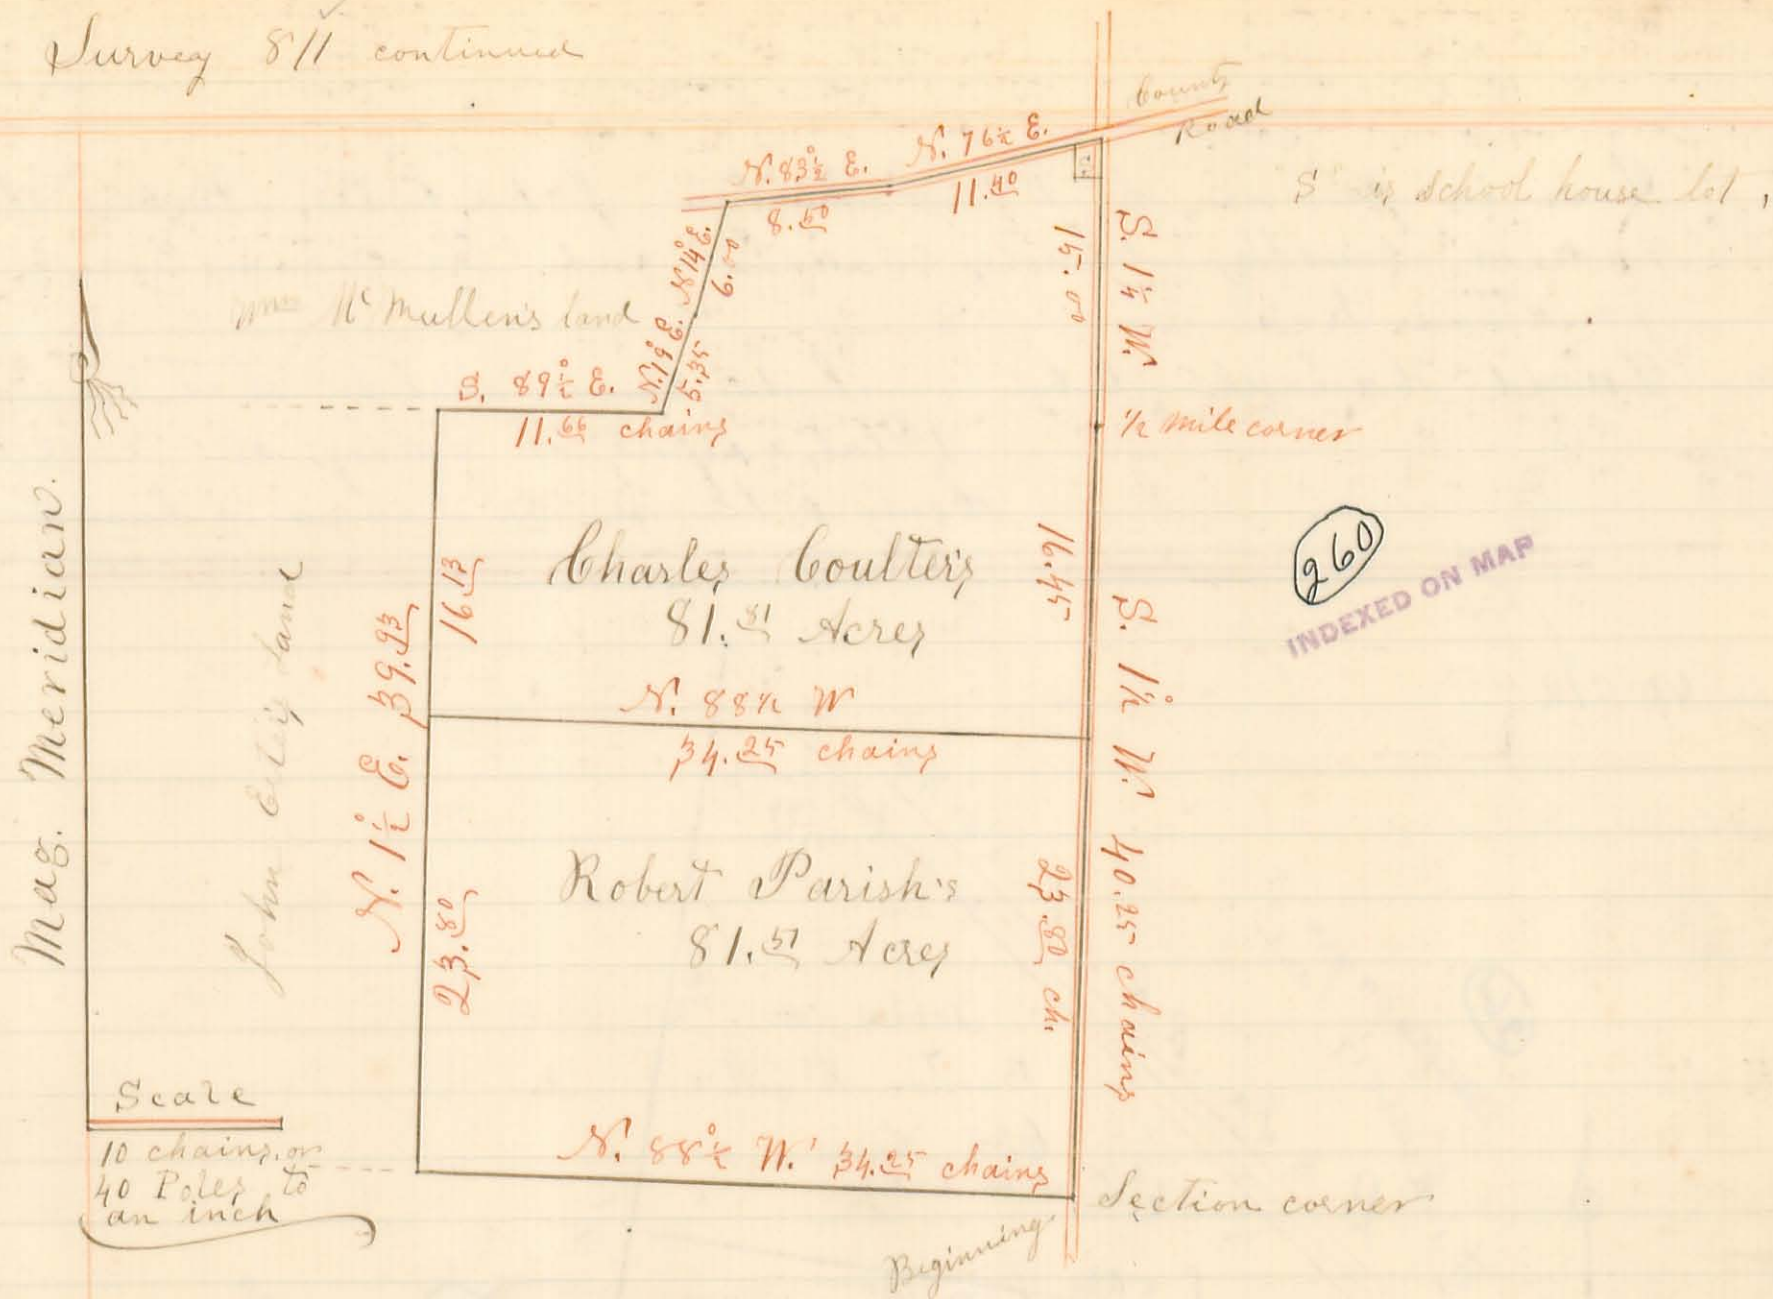 Survey 811 continued
County
Road
N. 83½° E.
N. 76½ E.
8.50
11.40
S
S is School house lot,
N 14° E.
6.00
15.00
S. 1½ W.
McMullen's land
N. 19° E.
5.35
S. 89½° E.
11.66 chains
½ mile corner
Mag. Meridian.
John land
N. 1½° E. 39.93
16.13
Charles Coulter's
81.51 Acres
16.45
260
INDEXED ON MAP
S. 1½° W. 40.25 chains
N. 88½ W
34.25 chains
23.80
Robert Parish's
81.51 Acres
23.80 ch.
Scale
10 chains, or
40 Poles to
an inch
N. 88½° W. 34.25 chains
Section corner
Beginning